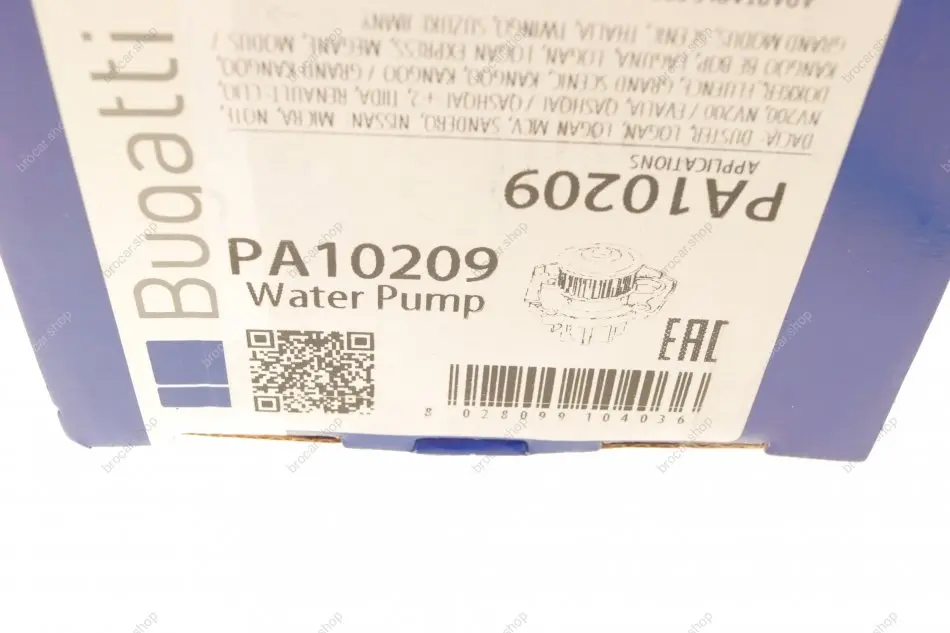 Bugatti
PA10209
Water Pump
EAC
8 028099 104036
PA10209
APPLICATIONS
DACIA: DUSTER, LOGAN, LOGAN MCV, SANDERO, NISSAN: MICRA, NOTE,
NV200, NV200 / EVALIA, QASHQAI / QASHQAI +2, TIIDA, RENAULT: CLIO,
DOKKER, FLUENCE, GRAND SCENIC, KANGOO, KANGOO / GRAND KANGOO,
KANGOO BE BOP, LAGUNA, LOGAN, LOGAN EXPRESS, MEGANE, MODUS /
GRAND MODUS, SCENIC, THALIA, TWINGO, SUZUKI: JIMNY
brocar.shop